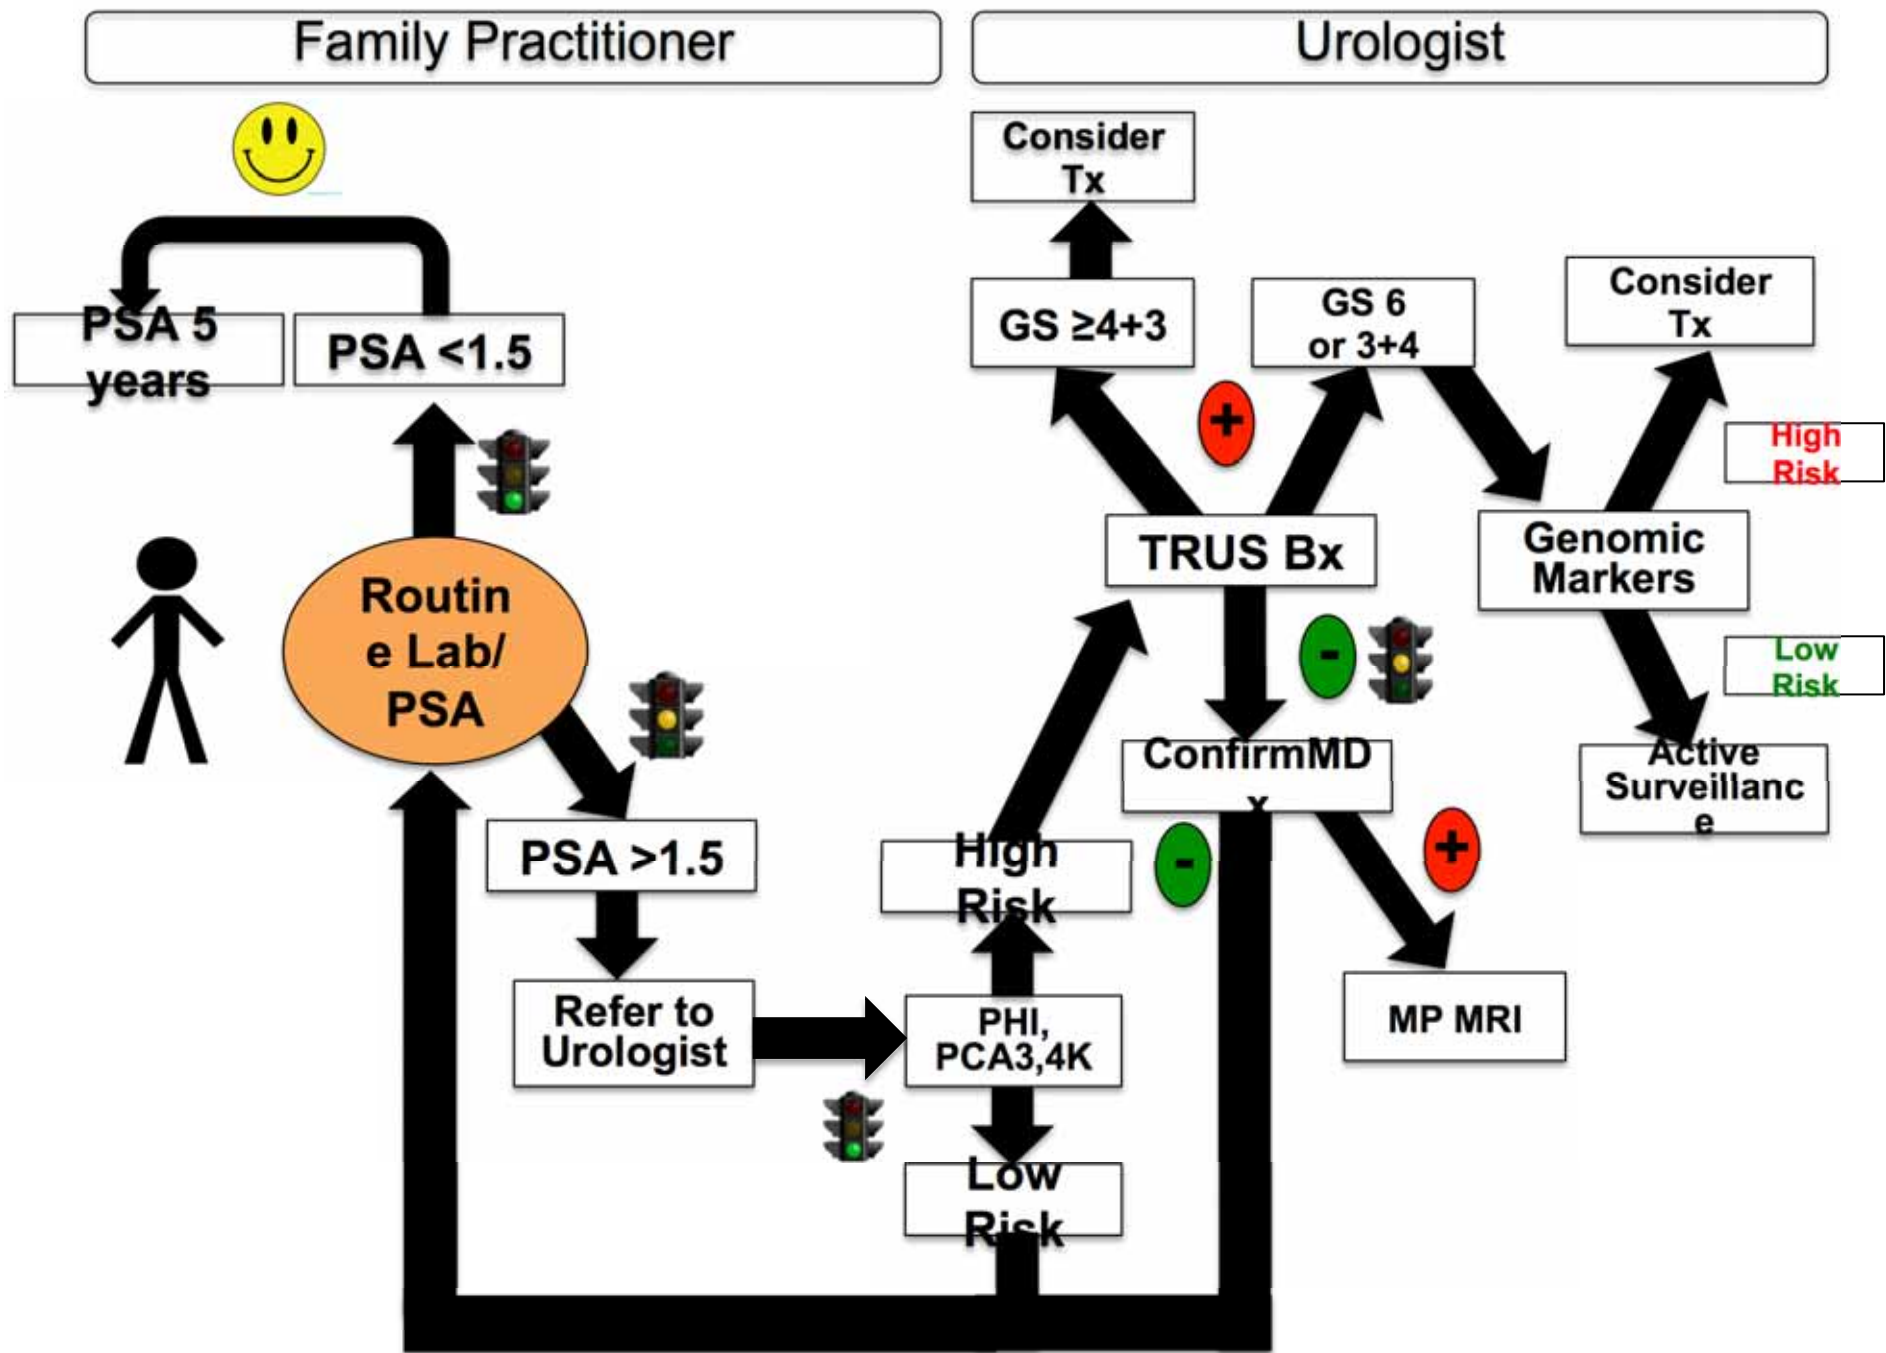 Family Practitioner
Urologist
Consider
Tx
PSA 5
years
PSA <1.5
GS ≥4+3
GS 6
or 3+4
Consider
Tx
+
High
Risk
Routin
e Lab/
PSA
TRUS Bx
Genomic
Markers
-
Low
Risk
ConfirmMD
x
Active
Surveillanc
e
PSA >1.5
High
Risk
-
+
Refer to
Urologist
PHI,
PCA3,4K
MP MRI
Low
Risk